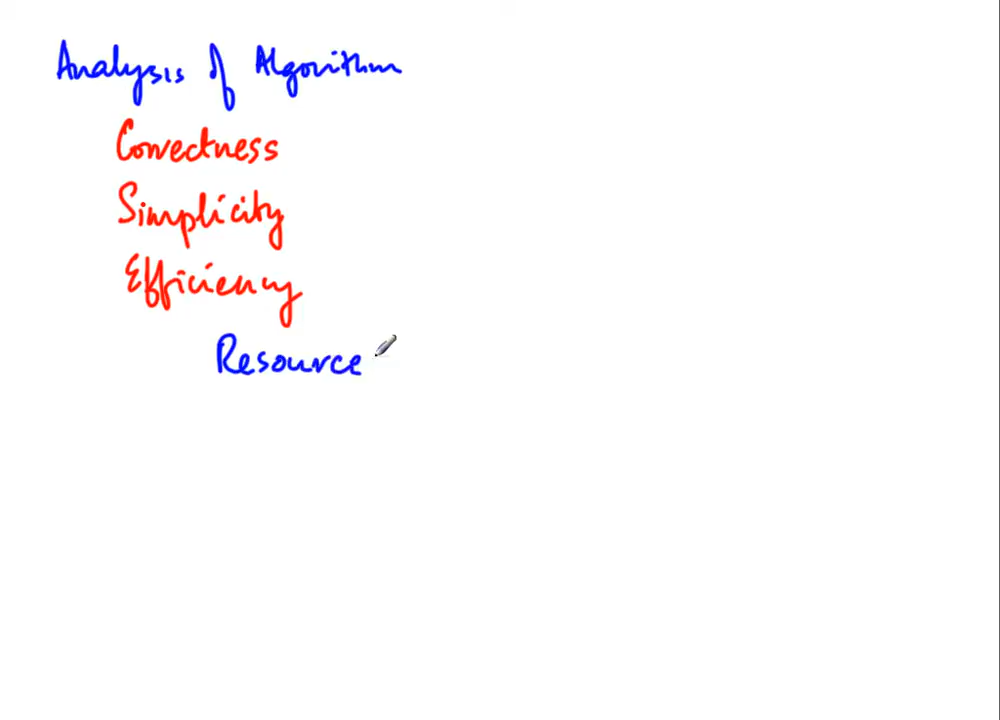 Analysis of Algorithm
Correctness
Simplicity
Efficiency
Resource